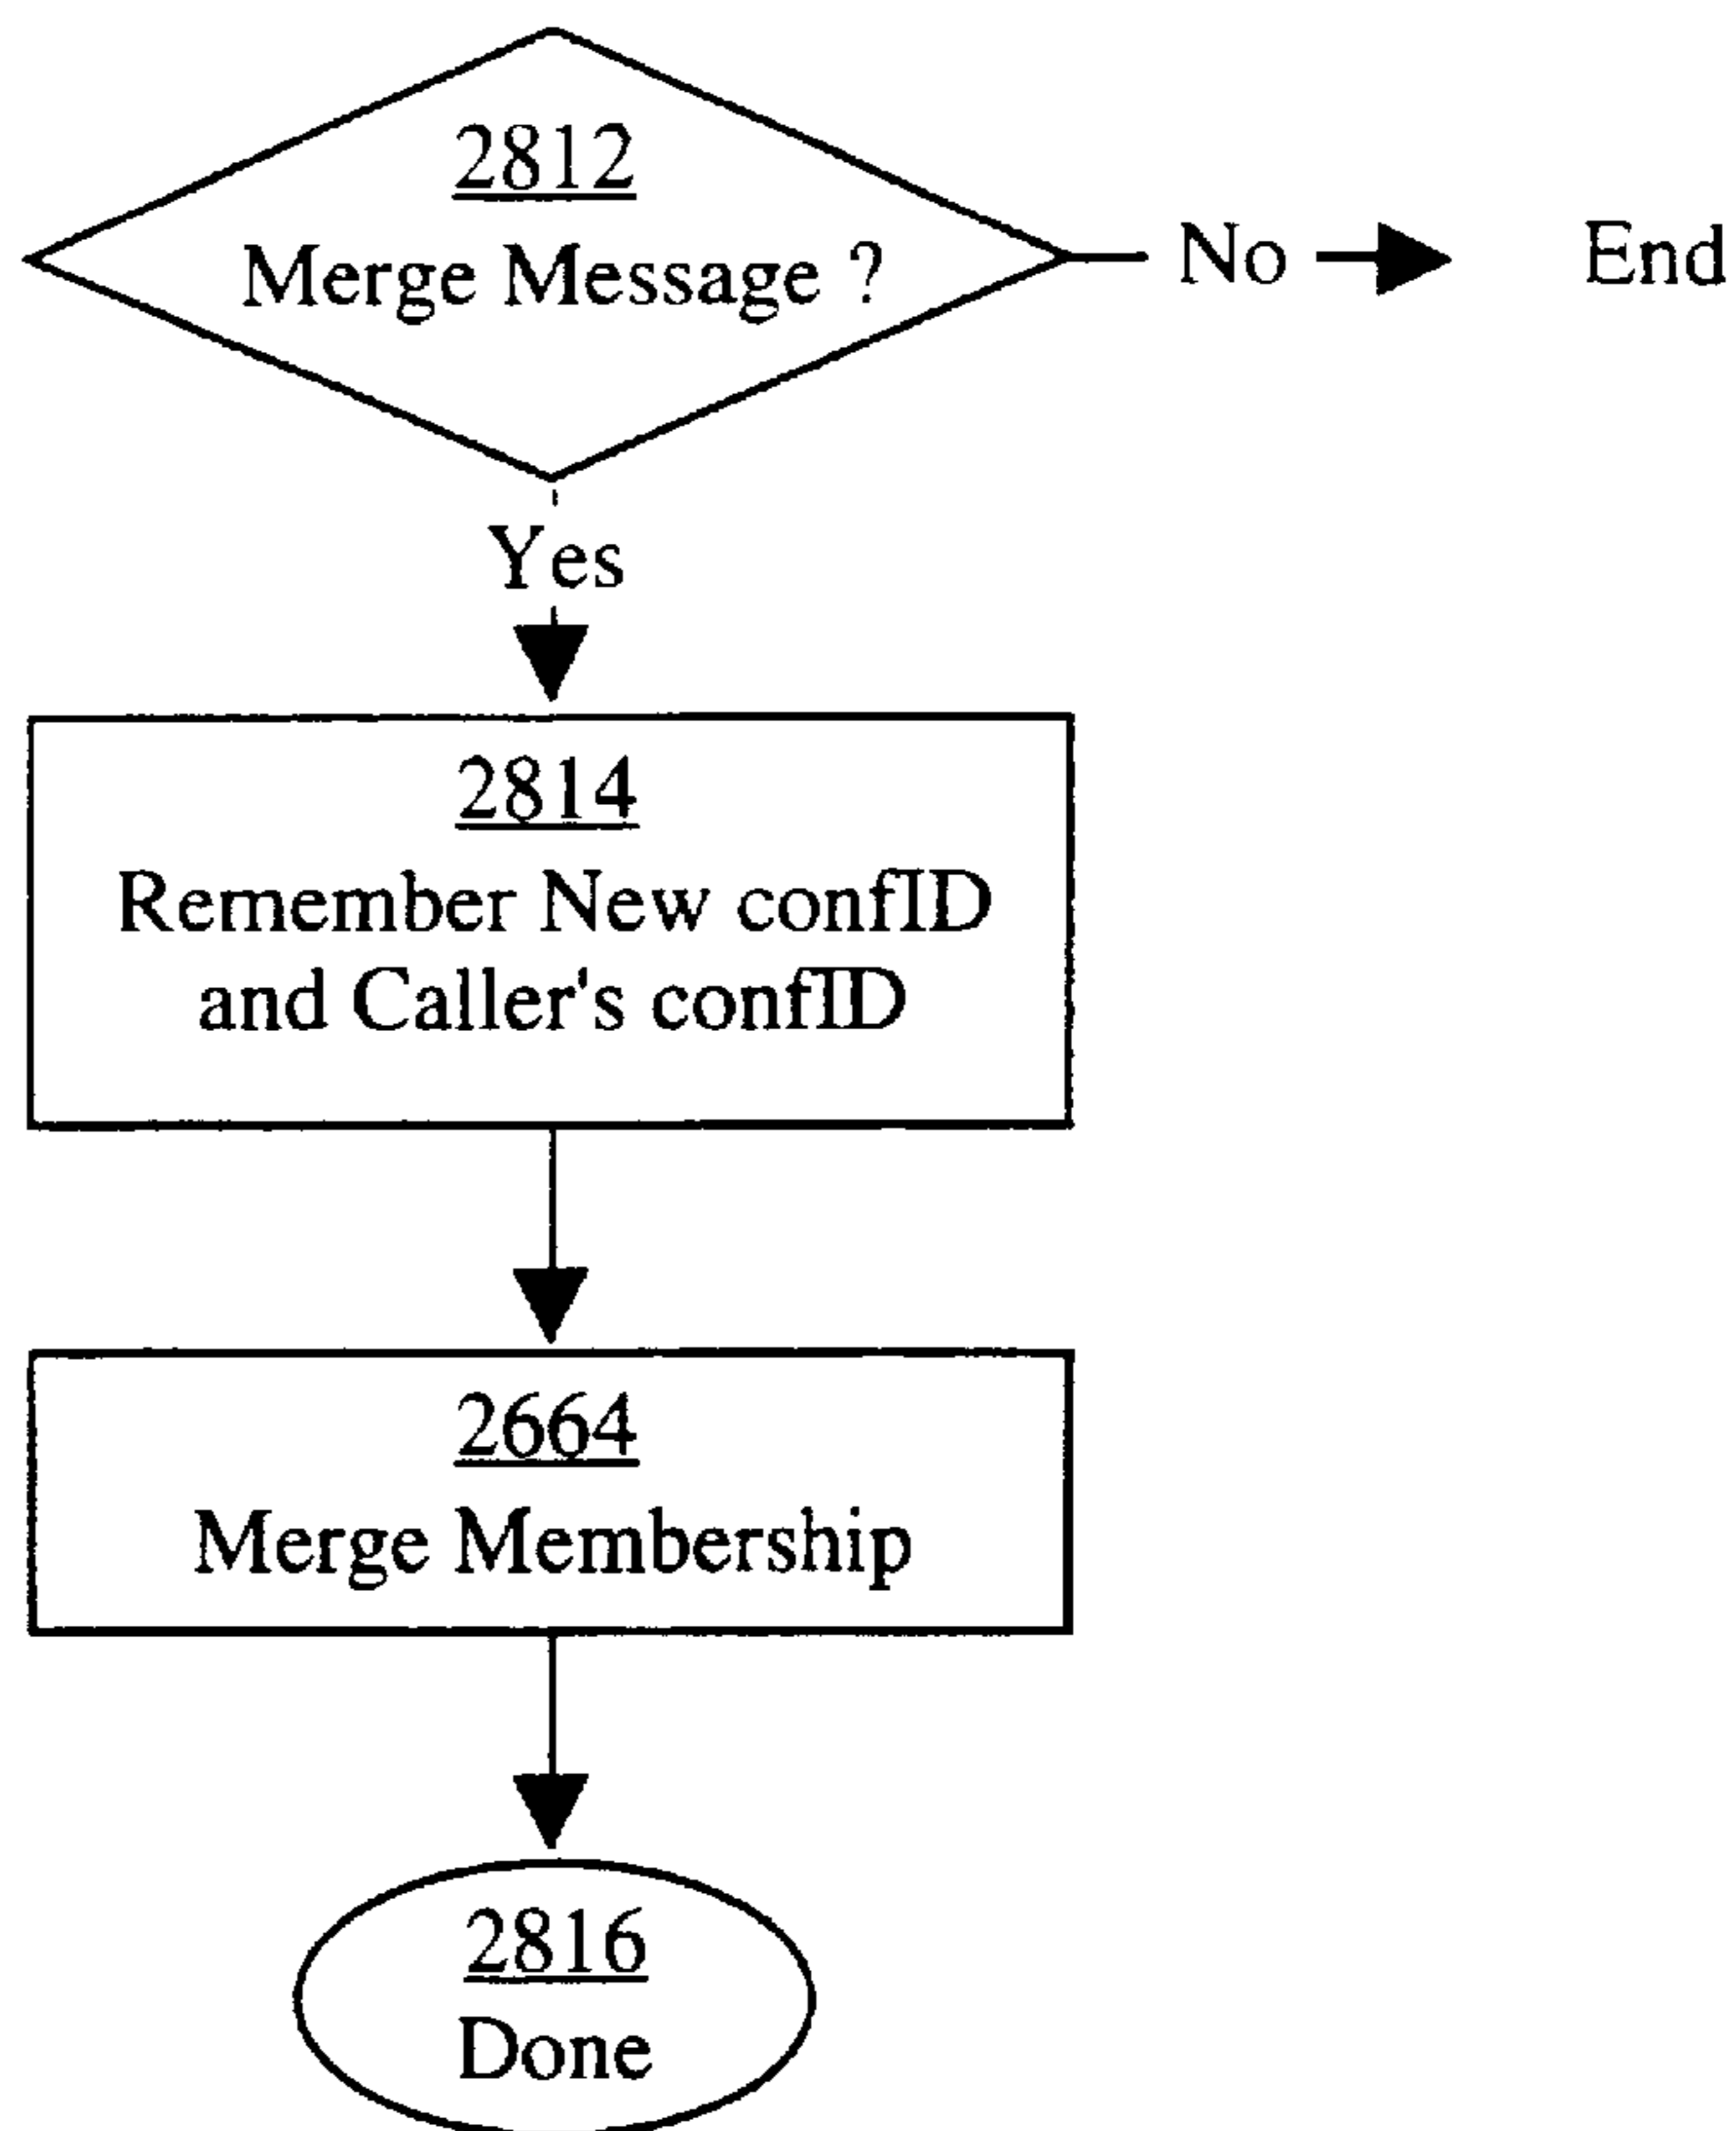 2812
Merge Message ?
No
End
Yes
2814
Remember New confID
and Caller's confID
2664
Merge Membership
2816
Done